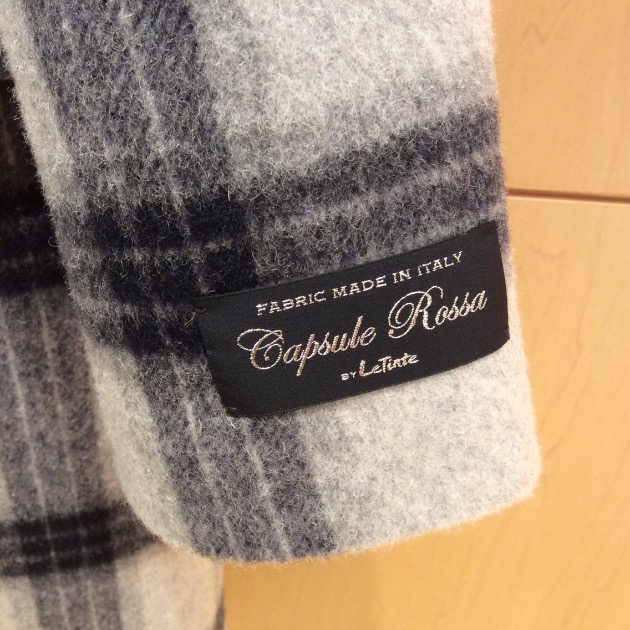 FABRIC MADE IN ITALY
Capsule Rossa
BY LeTinte